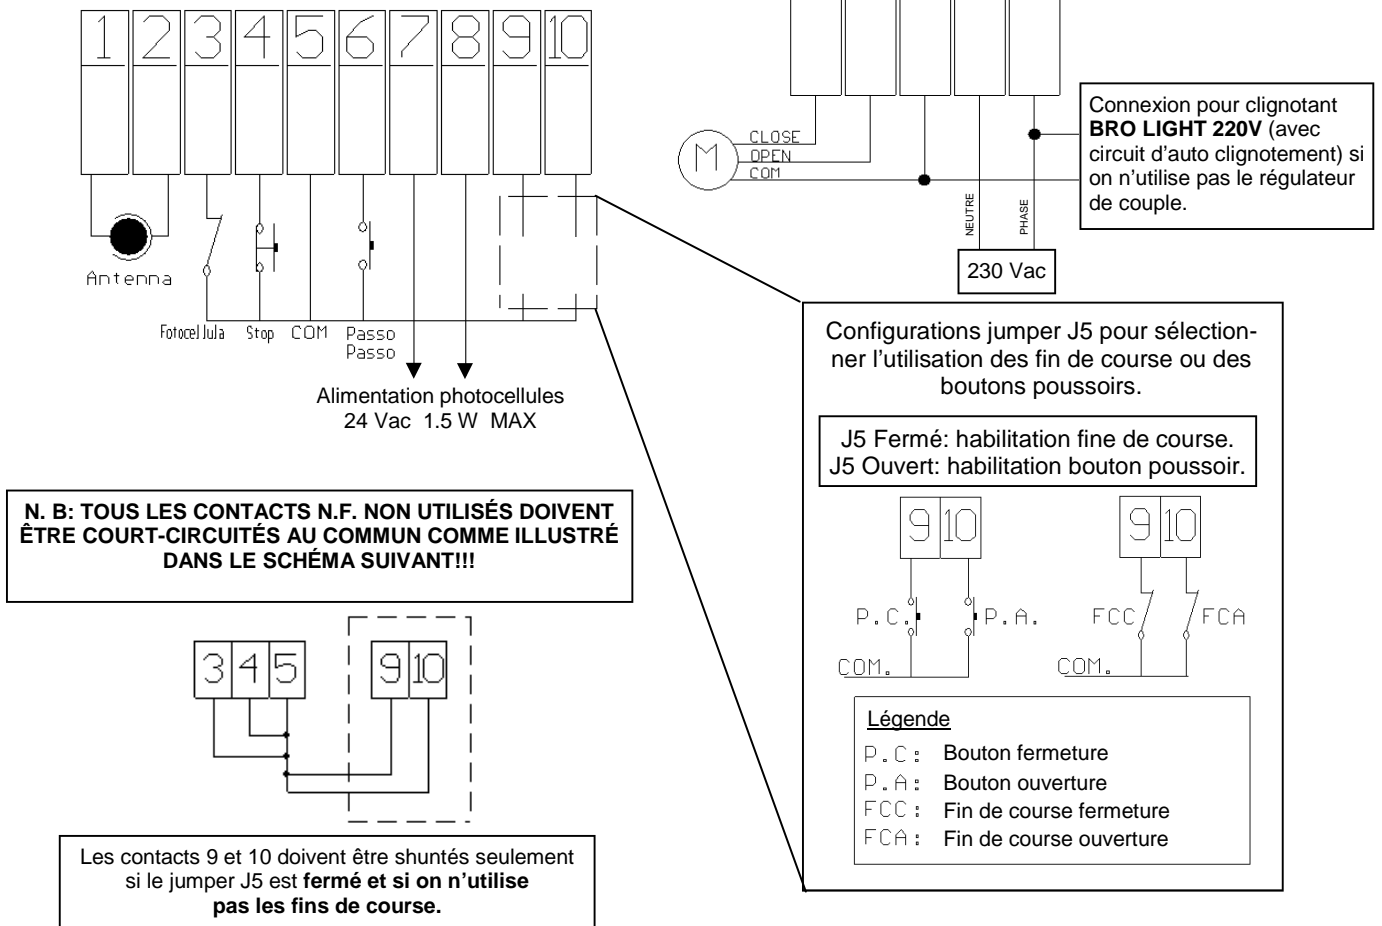 1 2 3 4 5 6 7 8 9 10
Antenna
Fotocellula Stop COM Passo
Passo
Alimentation photocellules
24 Vac 1.5 W MAX
CLOSE
OPEN
COM
M
NEUTRE
PHASE
230 Vac
Connexion pour clignotant
BRO LIGHT 220V (avec
circuit d'auto clignotement) si
on n'utilise pas le régulateur
de couple.
Configurations jumper J5 pour sélection-
ner l'utilisation des fin de course ou des
boutons poussoirs.
J5 Fermé: habilitation fine de course.
J5 Ouvert: habilitation bouton poussoir.
9 10
P.C. P.A.
COM.
9 10
FCC FCA
COM.
Légende
P.C: Bouton fermeture
P.A: Bouton ouverture
FCC: Fin de course fermeture
FCA: Fin de course ouverture
N. B: TOUS LES CONTACTS N.F. NON UTILISÉS DOIVENT
ÊTRE COURT-CIRCUITÉS AU COMMUN COMME ILLUSTRÉ
DANS LE SCHÉMA SUIVANT!!!
3 4 5 9 10
Les contacts 9 et 10 doivent être shuntés seulement
si le jumper J5 est fermé et si on n'utilise
pas les fins de course.